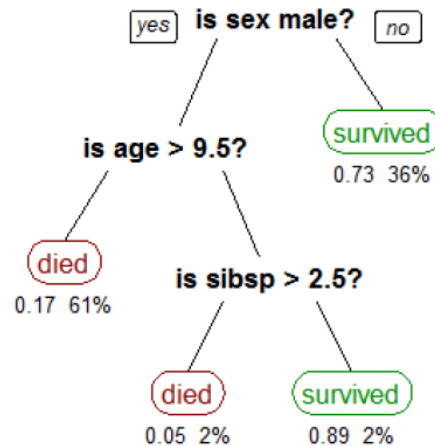 yes is sex male? no
survived
0.73 36%
is age > 9.5?
died
0.17 61%
is sibsp > 2.5?
died survived
0.05 2% 0.89 2%